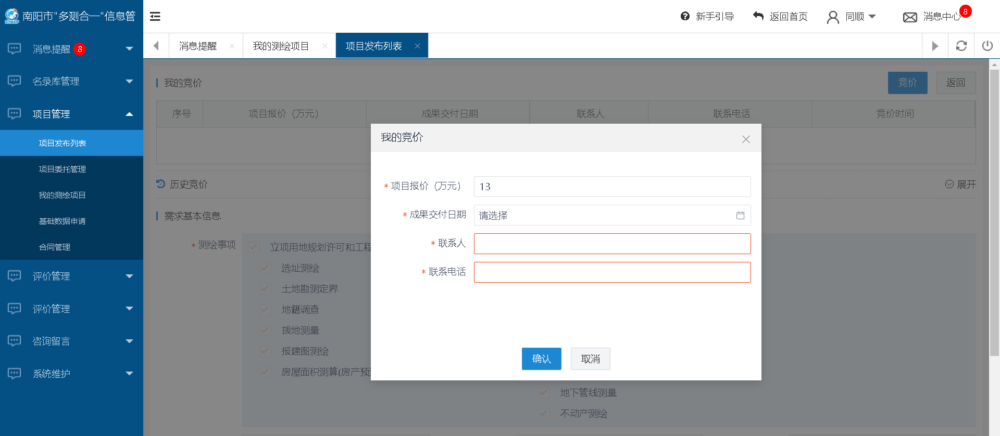 南阳市"多测合一"信息管
新手引导
返回首页
同顺
消息中心
8
消息提醒
8
名录库管理
项目管理
项目发布列表
项目委托管理
我的测绘项目
基础数据申请
合同管理
评价管理
评价管理
咨询留言
系统维护
消息提醒
我的测绘项目
项目发布列表
我的竞价
竞价
返回
序号
项目报价（万元）
成果交付日期
联系人
联系电话
竞价时间
历史竞价
展开
需求基本信息
* 测绘事项
立项用地规划许可和工程
选址测绘
土地勘测定界
地籍调查
拨地测量
报建图测绘
房屋面积测算(房产预
地下管线测量
不动产测绘
我的竞价
* 项目报价（万元）
13
* 成果交付日期
请选择
* 联系人
* 联系电话
确认
取消